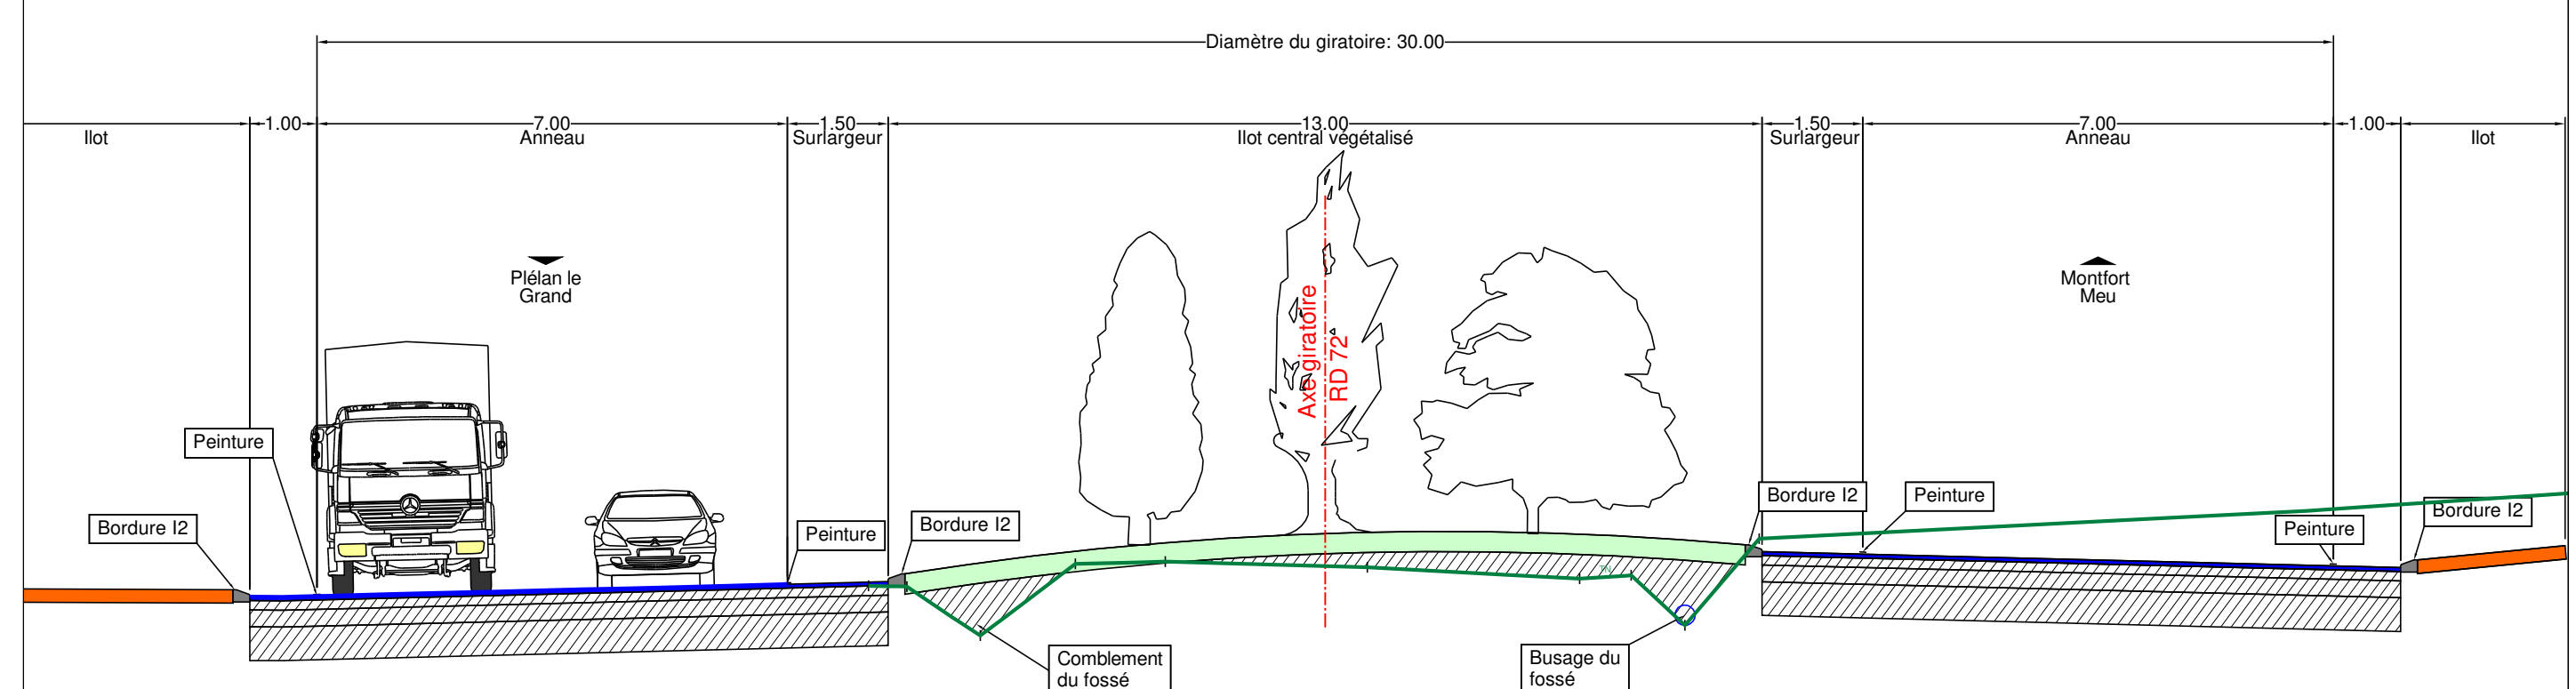 Diamètre du giratoire: 30.00
1.00
7.00
1.50
13.00
1.50
7.00
1.00
Ilot
Anneau
Surlargeur
Ilot central végétalisé
Surlargeur
Anneau
Ilot
Plélan le
Grand
Montfort
Meu
Axe giratoire
RD 72
Peinture
Bordure I2
Peinture
Bordure I2
Bordure I2
Peinture
Peinture
Bordure I2
TN
Comblement
du fossé
Busage du
fossé